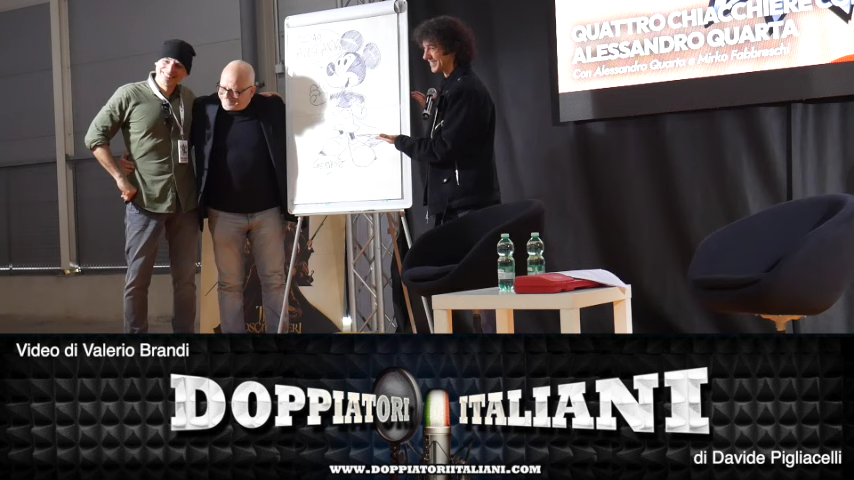 QUATTRO CHIACCHIERE CO
ALESSANDRO QUARTA
Con Alessandro Quarta e Mirko Fabbreschi
Video di Valerio Brandi
DOPPIATORI ITALIANI
di Davide Pigliacelli
WWW.DOPPIATORIITALIANI.COM